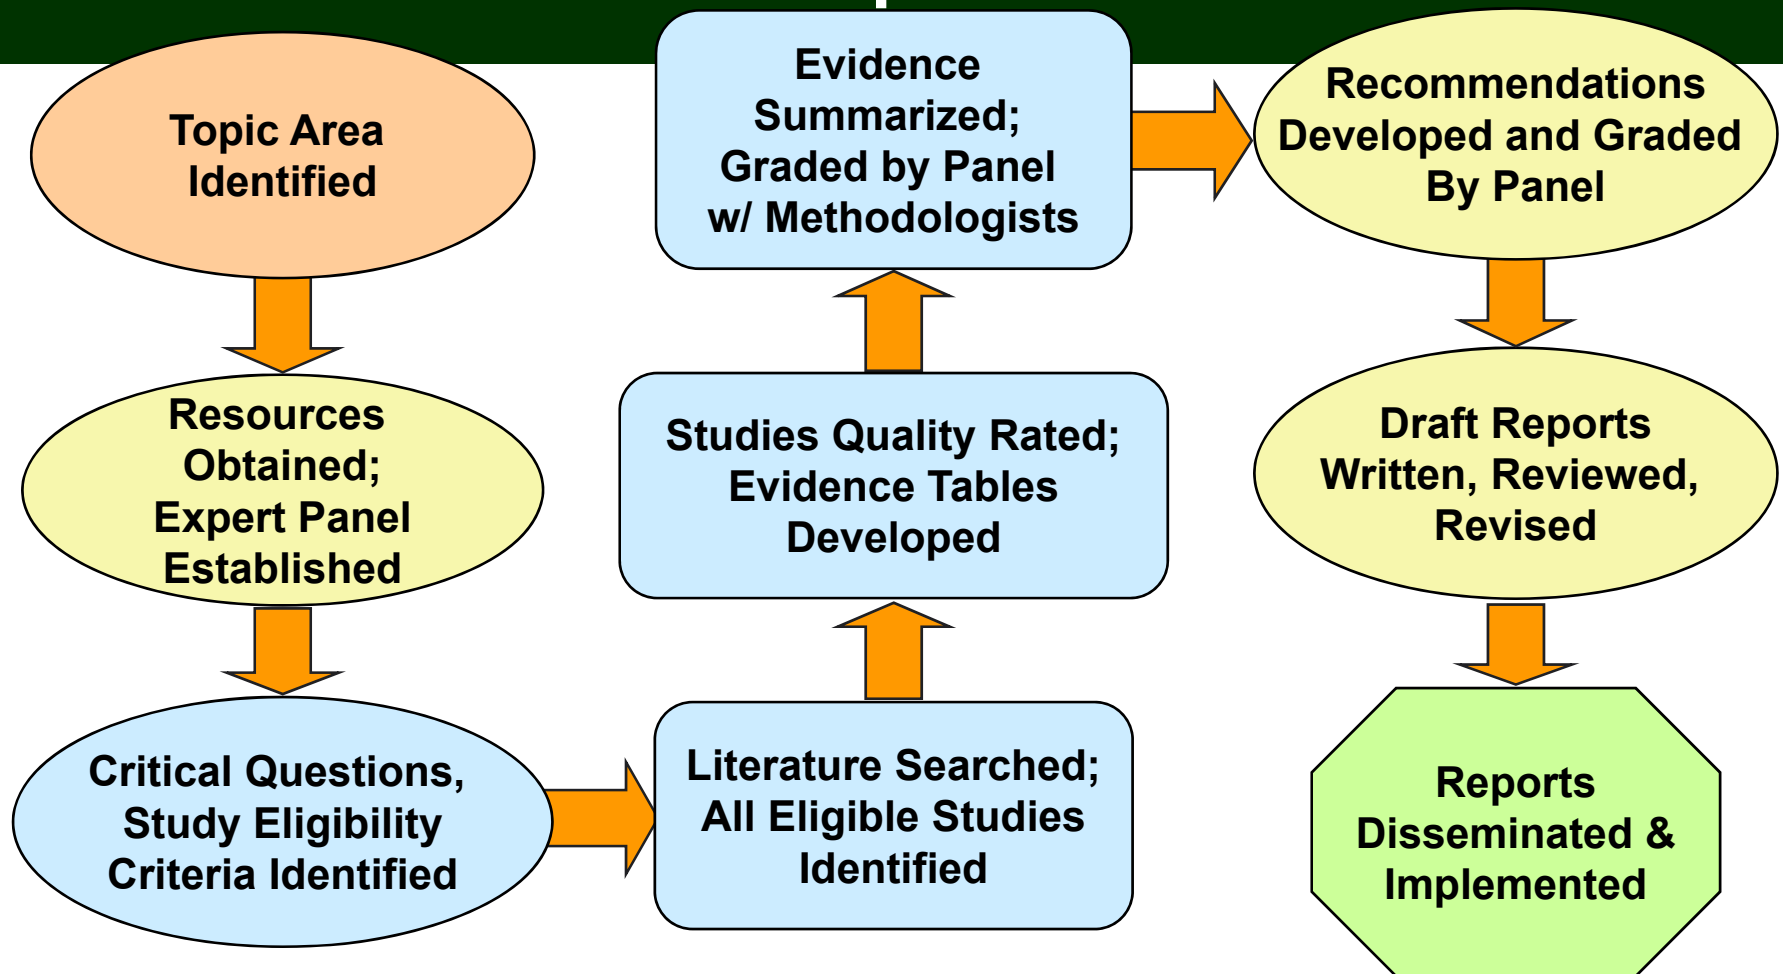 Topic Area
Identified
Resources
Obtained;
Expert Panel
Established
Critical Questions,
Study Eligibility
Criteria Identified
Literature Searched;
All Eligible Studies
Identified
Studies Quality Rated;
Evidence Tables
Developed
Evidence
Summarized;
Graded by Panel
w/ Methodologists
Recommendations
Developed and Graded
By Panel
Draft Reports
Written, Reviewed,
Revised
Reports
Disseminated &
Implemented